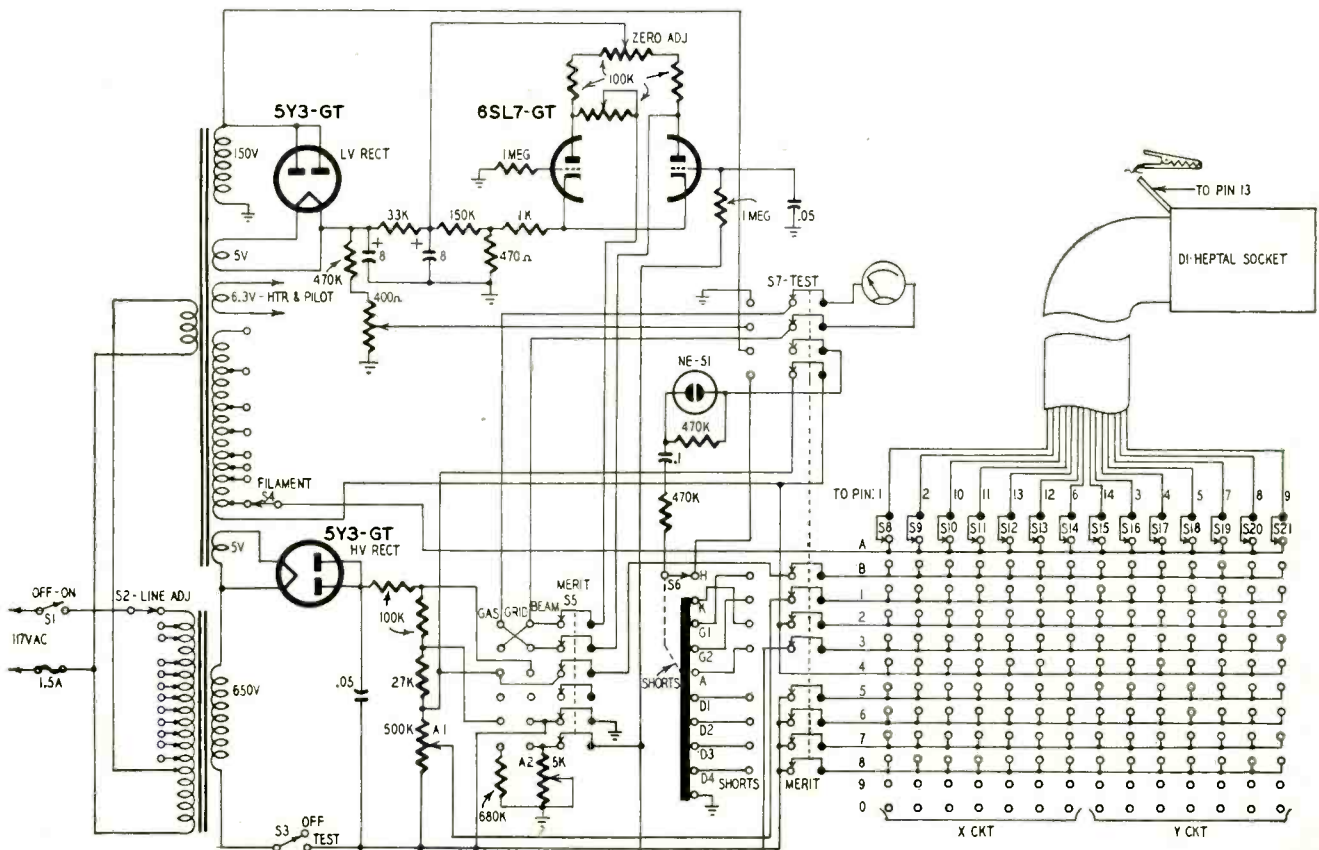 ZERO ADJ
100K
5Y3-GT
6SL7-GT
150V
LV RECT
1MEG
TO PIN 13
33K
150K
1K
1MEG
.05
D1-HEPTAL SOCKET
5V
+
8
+
8
470Ω
470K
S7-TEST
6.3V-HTR & PILOT
400Ω
NE-51
470K
.1
FILAMENT
S4
470K
TO PIN: 1 2 10 11 13 12 6 14 3 4 5 7 8 9
S8 S9 S10 S11 S12 S13 S14 S15 S16 S17 S18 S19 S20 S21
5Y3-GT
HV RECT
5V
A
B
1
2
3
4
5
6
7
8
9
0
OFF-ON
S1
S2-LINE ADJ
117VAC
1.5A
650V
.05
100K
27K
500K
A1
GAS
GRID
BEAM
MERIT
S5
S6
H
K
G1
G2
A
D1
D2
D3
D4
SHORTS
SHORTS
MERIT
A2
5K
680K
S3
OFF
TEST
X CKT
Y CKT